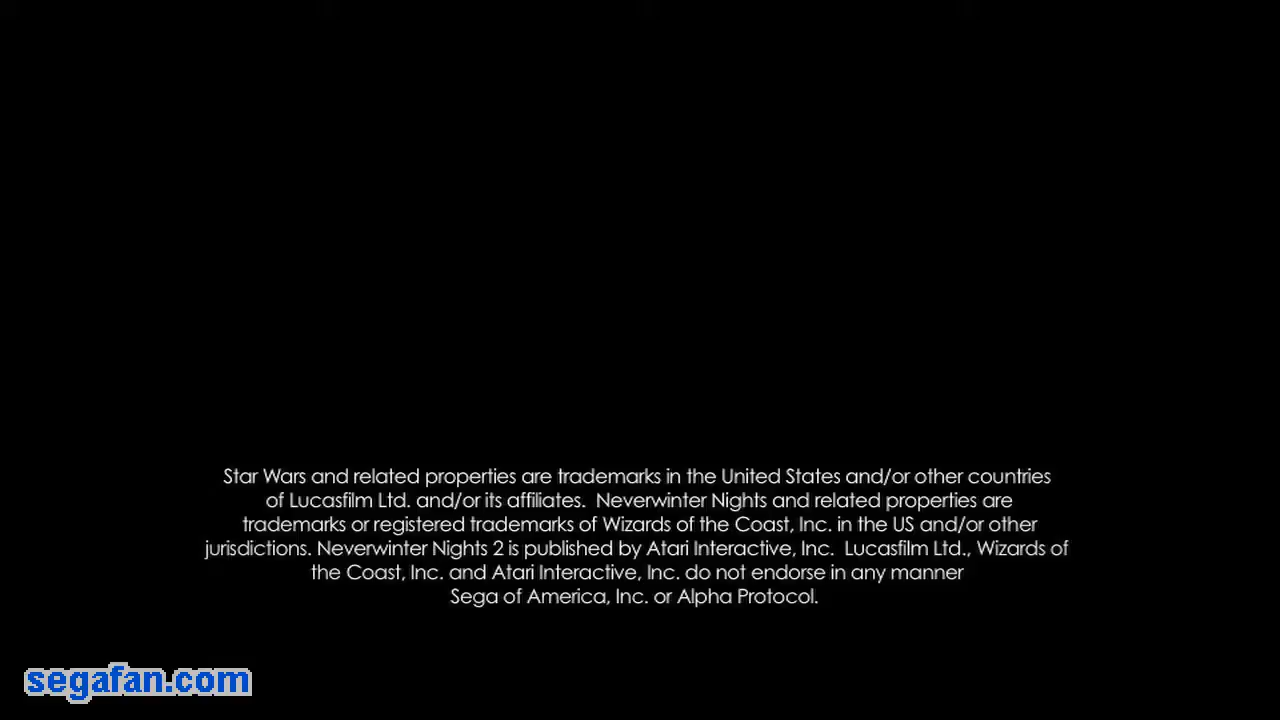 Star Wars and related properties are trademarks in the United States and/or other countries
of Lucasfilm Ltd. and/or its affiliates.  Neverwinter Nights and related properties are
trademarks or registered trademarks of Wizards of the Coast, Inc. in the US and/or other
jurisdictions. Neverwinter Nights 2 is published by Atari Interactive, Inc.  Lucasfilm Ltd., Wizards of
the Coast, Inc. and Atari Interactive, Inc. do not endorse in any manner
Sega of America, Inc. or Alpha Protocol.
segafan.com